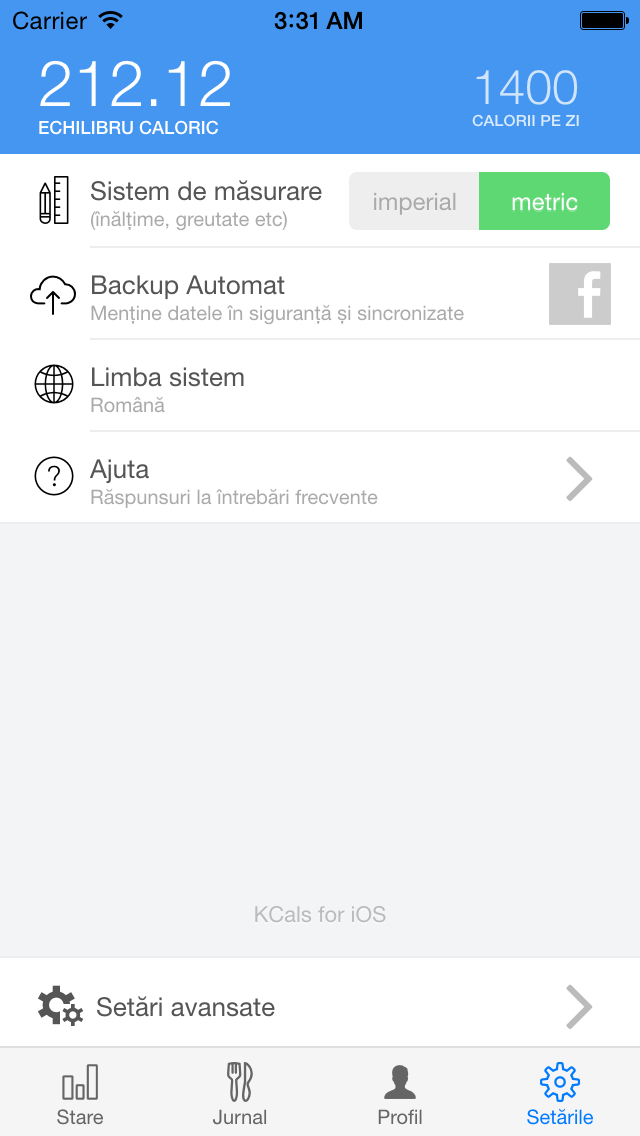 Carrier 3:31 AM
212.12 1400
ECHILIBRU CALORIC CALORII PE ZI
Sistem de măsurare
(înălțime, greutate etc)
imperial metric
Backup Automat
Menține datele în siguranță și sincronizate
Limba sistem
Română
Ajuta
Răspunsuri la întrebări frecvente
KCals for iOS
Setări avansate
Stare Jurnal Profil Setările